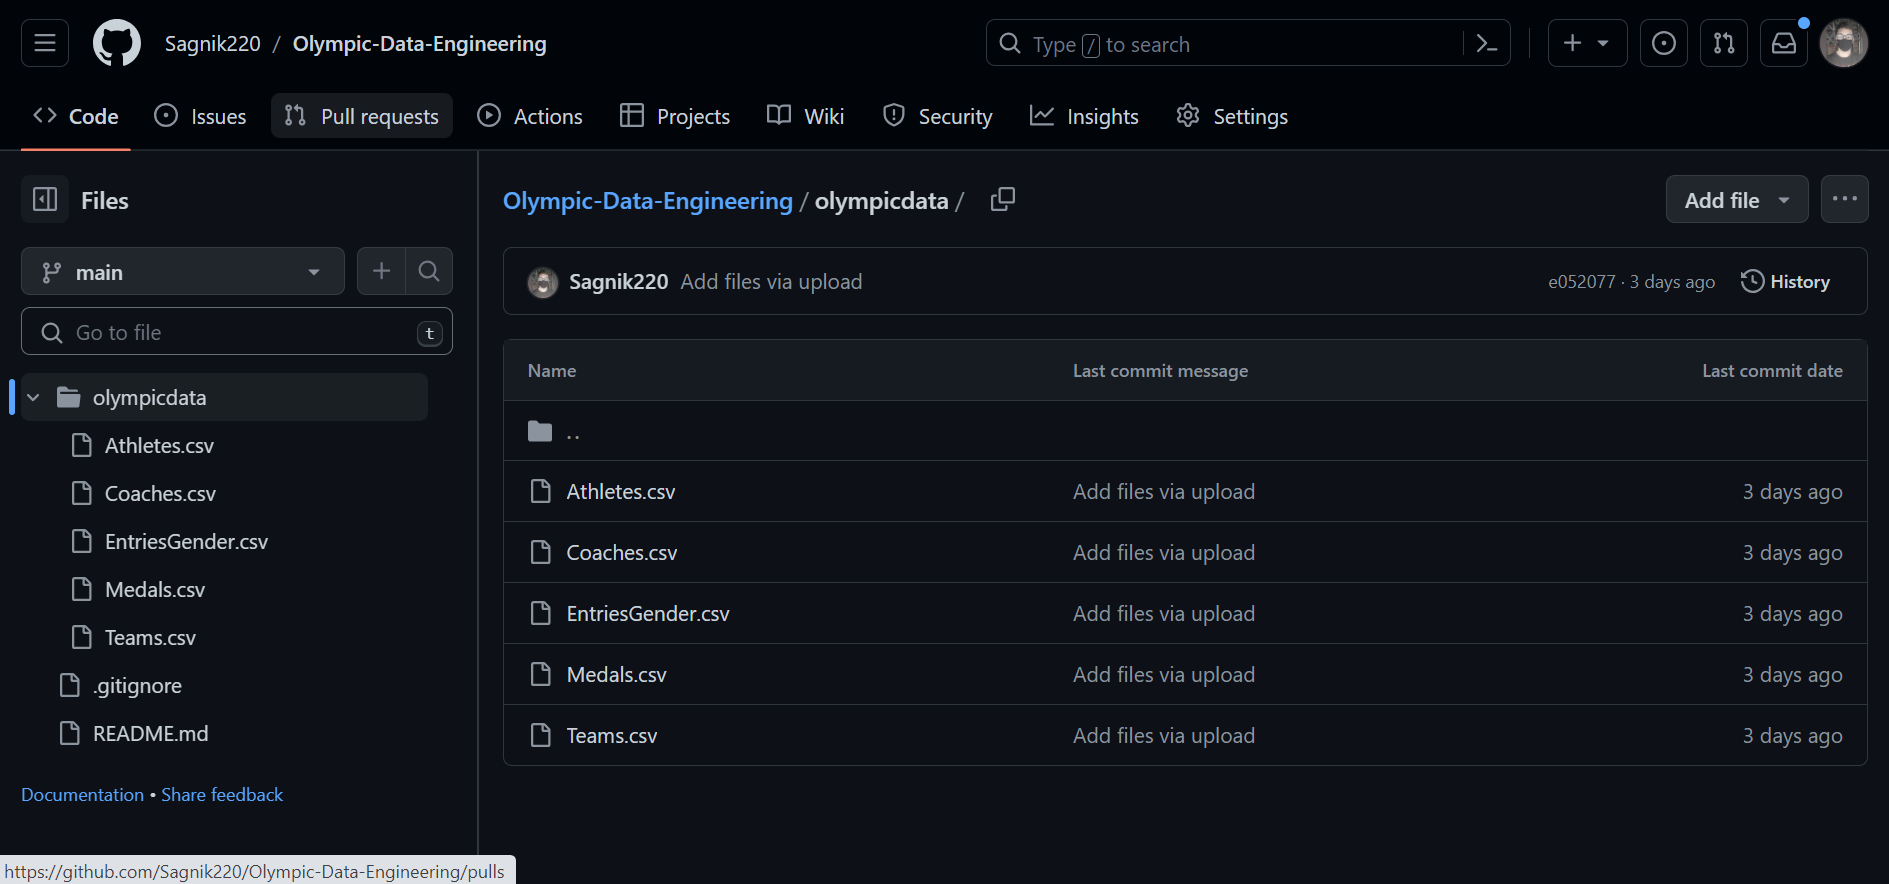 Sagnik220 / Olympic-Data-Engineering
Type / to search
Code Issues Pull requests Actions Projects Wiki Security Insights Settings
Files
main
Go to file t
olympicdata
Athletes.csv
Coaches.csv
EntriesGender.csv
Medals.csv
Teams.csv
.gitignore
README.md
Documentation • Share feedback
Olympic-Data-Engineering / olympicdata /
Add file ...
Sagnik220 Add files via upload e052077 · 3 days ago History
Name Last commit message Last commit date
..
Athletes.csv Add files via upload 3 days ago
Coaches.csv Add files via upload 3 days ago
EntriesGender.csv Add files via upload 3 days ago
Medals.csv Add files via upload 3 days ago
Teams.csv Add files via upload 3 days ago
https://github.com/Sagnik220/Olympic-Data-Engineering/pulls